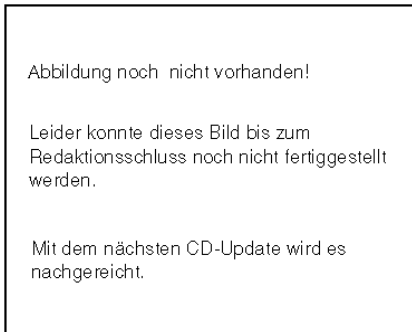 Abbildung noch nicht vorhanden!
Leider konnte dieses Bild bis zum
Redaktionsschluss noch nicht fertiggestellt
werden.
Mit dem nächsten CD-Update wird es
nachgereicht.